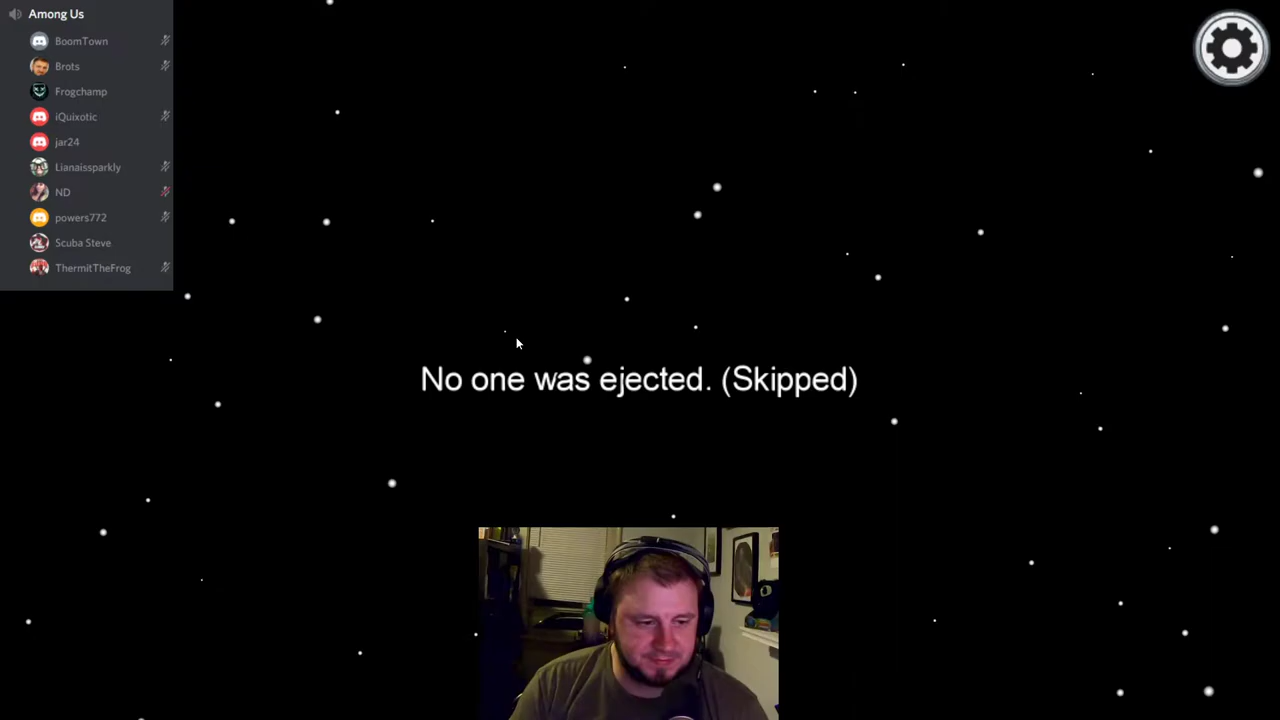 Among Us
BoomTown
Brots
Frogchamp
iQuixotic
jar24
Lianaissparkly
ND
powers772
Scuba Steve
ThermitTheFrog
No one was ejected. (Skipped)